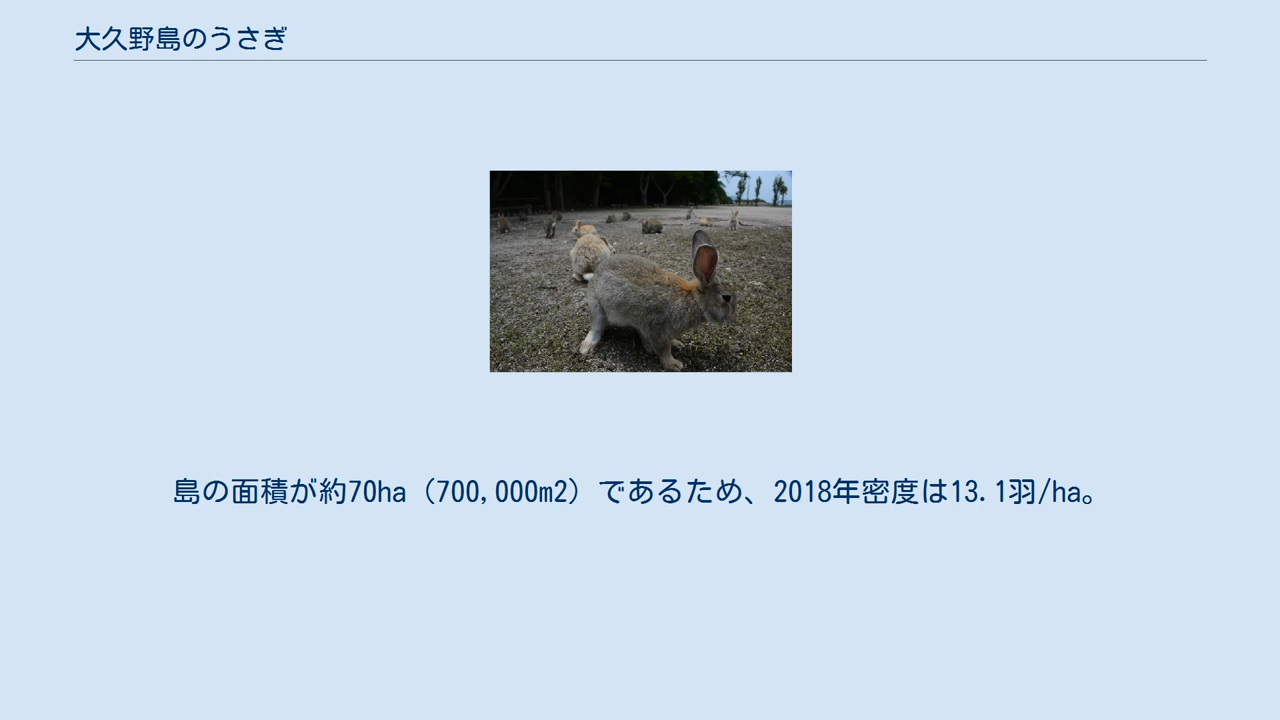 大久野島のうさぎ
島の面積が約70ha（700,000m2）であるため、2018年密度は13.1羽/ha。